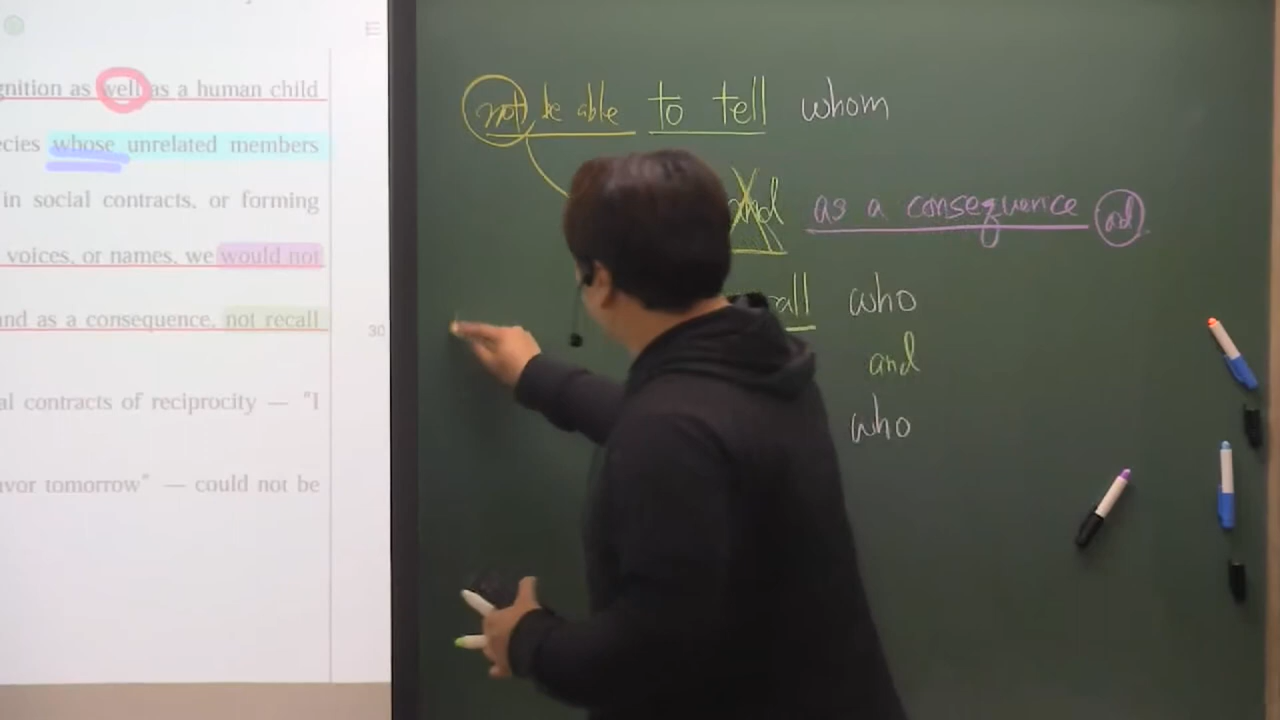 gnition as well as a human child
ecies whose unrelated members
in social contracts, or forming
voices, or names, we would not
and as a consequence, not recall
30
al contracts of reciprocity — "I
avor tomorrow" — could not be
not be able to tell whom
and as a consequence ad.
call who
and
who